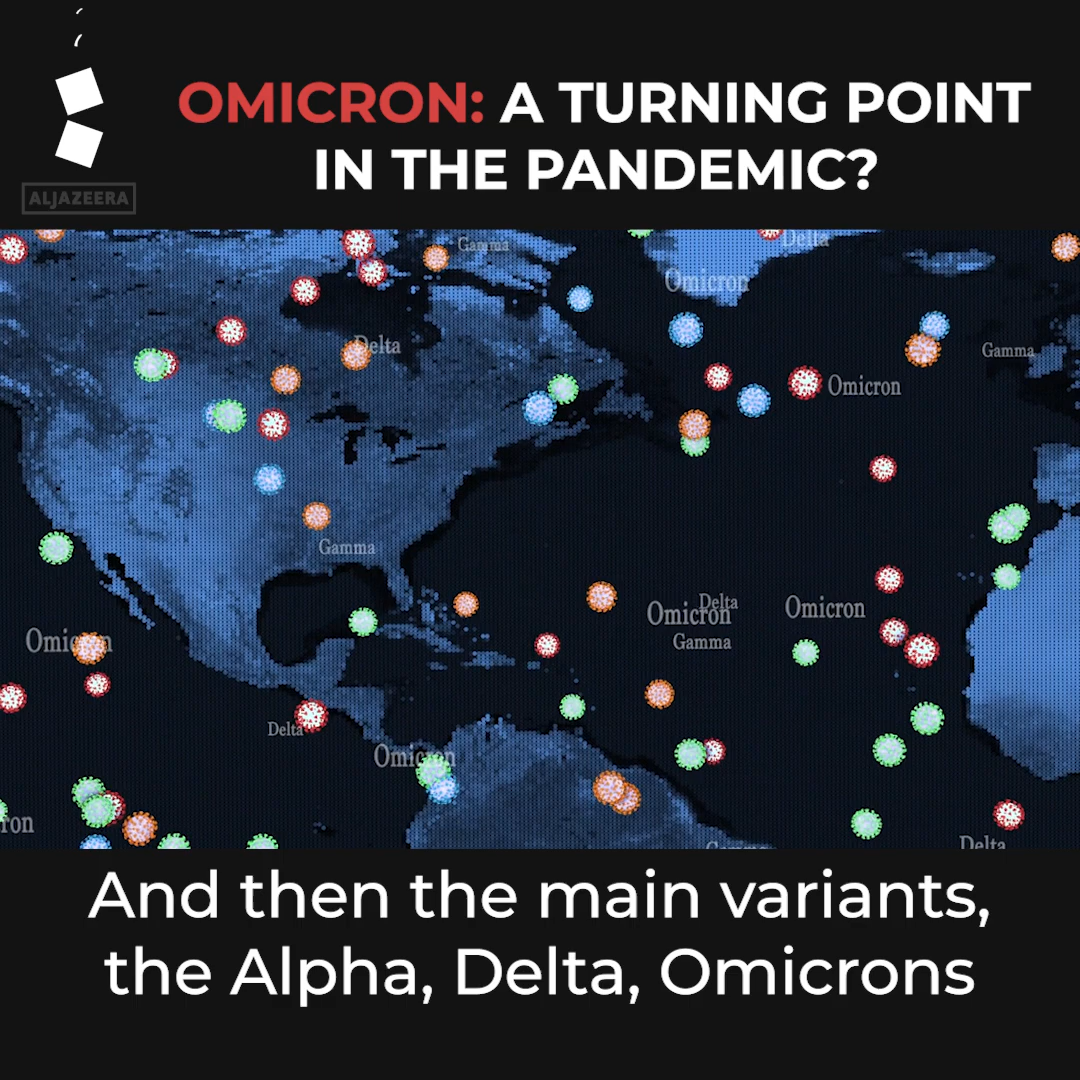 OMICRON: A TURNING POINT
IN THE PANDEMIC?
ALJAZEERA
Gamma
Delta
Omicron
Delta
Gamma
Omicron
Gamma
Delta
Omicron
Omicron
Gamma
Delta
Omicron
Delta
And then the main variants,
the Alpha, Delta, Omicrons